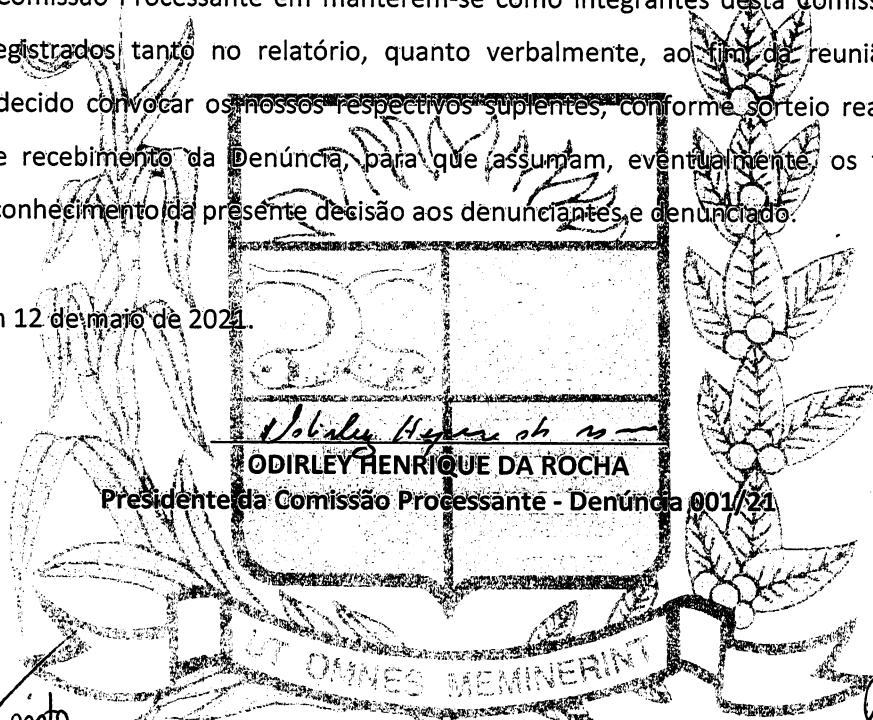 Comissão Processante em manterem-se como integrantes desta Comiss
egistrados tanto no relatório, quanto verbalmente, ao fim da reuniã
decido convocar os nossos respectivos suplentes, conforme sorteio rea
e recebimento da Denúncia, para que assumam, eventualmente, os
conhecimento da presente decisão aos denunciantes e denunciado.
12 de maio de 2021.
ODIRLEY HENRIQUE DA ROCHA
Presidente da Comissão Processante - Denúncia 001/21
UT OMNES MEMINERINT